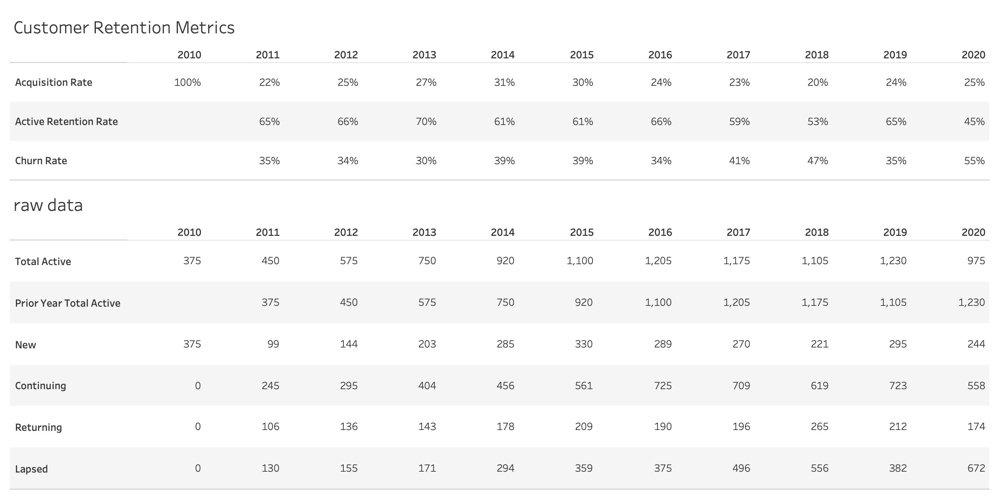 Customer Retention Metrics
2010 2011 2012 2013 2014 2015 2016 2017 2018 2019 2020
Acquisition Rate 100% 22% 25% 27% 31% 30% 24% 23% 20% 24% 25%
Active Retention Rate 65% 66% 70% 61% 61% 66% 59% 53% 65% 45%
Churn Rate 35% 34% 30% 39% 39% 34% 41% 47% 35% 55%
raw data
2010 2011 2012 2013 2014 2015 2016 2017 2018 2019 2020
Total Active 375 450 575 750 920 1,100 1,205 1,175 1,105 1,230 975
Prior Year Total Active 375 450 575 750 920 1,100 1,205 1,175 1,105 1,230
New 375 99 144 203 285 330 289 270 221 295 244
Continuing 0 245 295 404 456 561 725 709 619 723 558
Returning 0 106 136 143 178 209 190 196 265 212 174
Lapsed 0 130 155 171 294 359 375 496 556 382 672